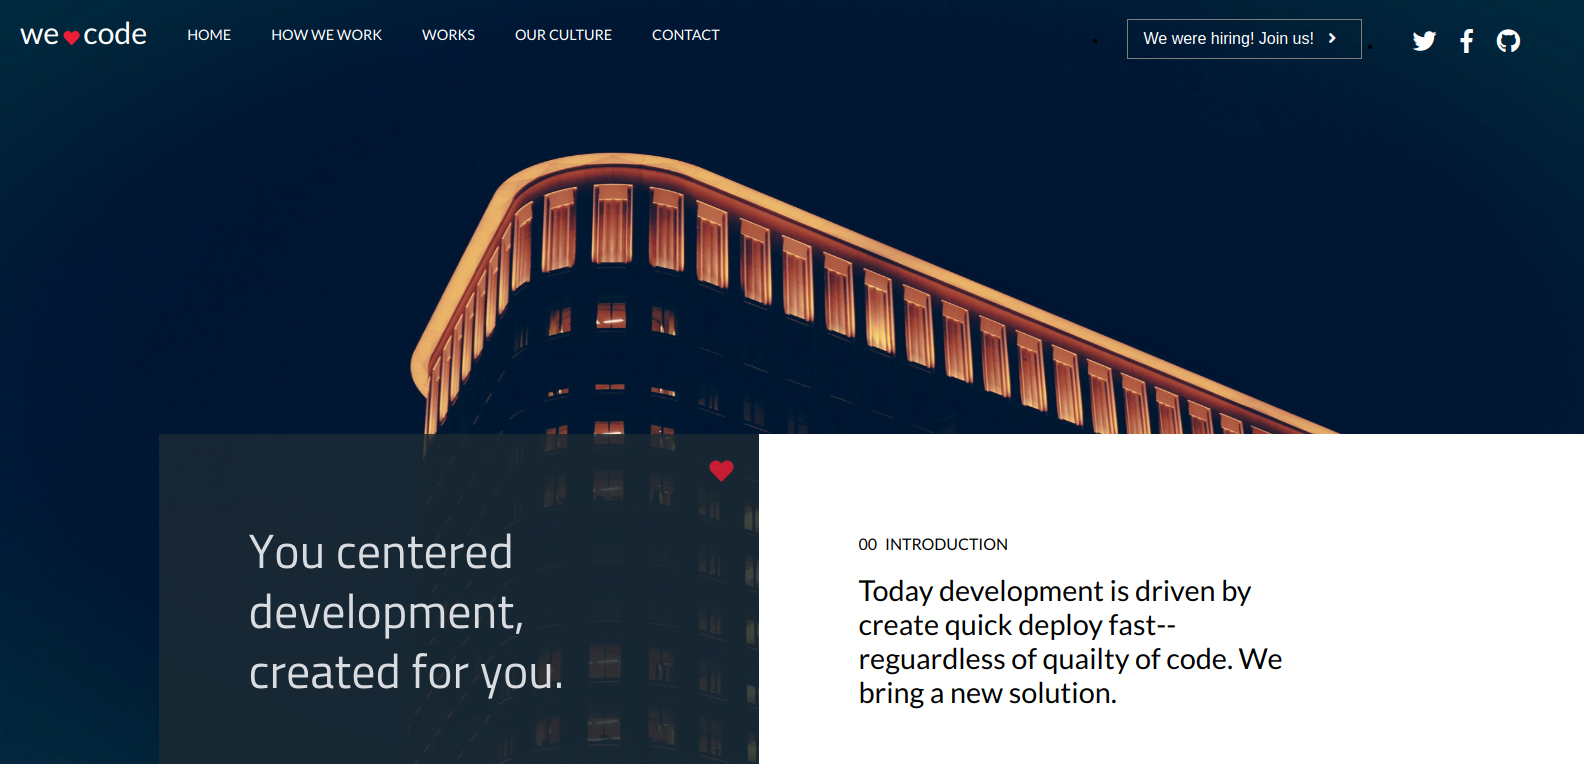 we♥code
HOME
HOW WE WORK
WORKS
OUR CULTURE
CONTACT
We were hiring! Join us!
You centered
development,
created for you.
00 INTRODUCTION
Today development is driven by
create quick deploy fast--
reguardless of quailty of code. We
bring a new solution.